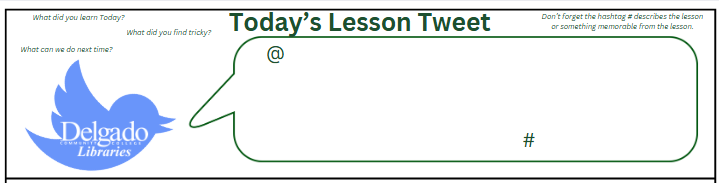 What did you learn Today?
What did you find tricky?
What can we do next time?
Today's Lesson Tweet
Don't forget the hashtag # describes the lesson
or something memorable from the lesson.
@
#
Delgado
COMMUNITY COLLEGE
Libraries